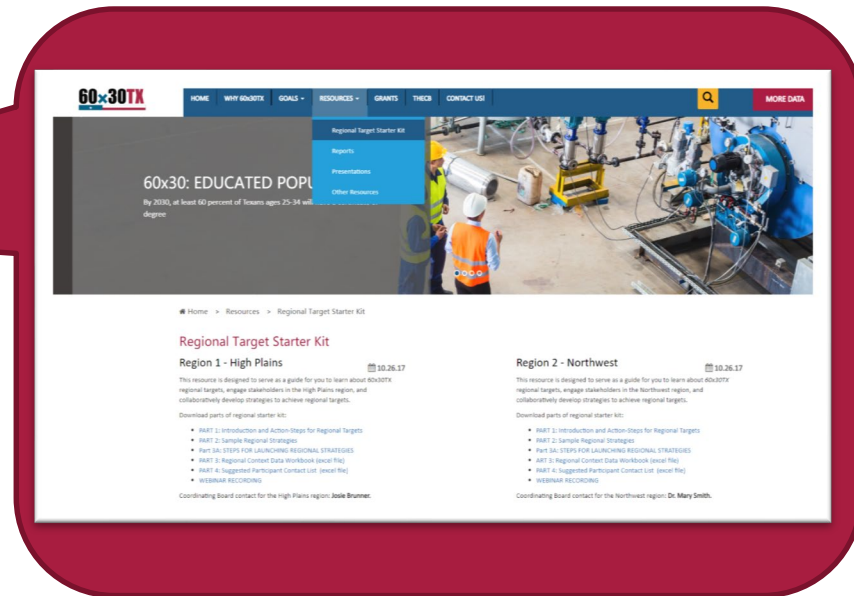 60×30TX
HOME WHY 60x30TX GOALS RESOURCES GRANTS THECB CONTACT US! MORE DATA
Regional Target Starter Kit
Reports
Presentations
Other Resources
60x30: EDUCATED POPU
By 2030, at least 60 percent of Texans ages 25-34 will
degree
Home > Resources > Regional Target Starter Kit
Regional Target Starter Kit
Region 1 - High Plains
10.26.17
This resource is designed to serve as a guide for you to learn about 60x30TX
regional targets, engage stakeholders in the High Plains region, and
collaboratively develop strategies to achieve regional targets.
Download parts of regional starter kit:
• PART 1: Introduction and Action-Steps for Regional Targets
• PART 2: Sample Regional Strategies
• Part 3A: STEPS FOR LAUNCHING REGIONAL STRATEGIES
• PART 3: Regional Context Data Workbook (excel file)
• PART 4: Suggested Participant Contact List (excel file)
• WEBINAR RECORDING
Coordinating Board contact for the High Plains region: Josie Brunner.
Region 2 - Northwest
10.26.17
This resource is designed to serve as a guide for you to learn about 60x30TX
regional targets, engage stakeholders in the Northwest region, and
collaboratively develop strategies to achieve regional targets.
Download parts of regional starter kit:
• PART 1: Introduction and Action-Steps for Regional Targets
• PART 2: Sample Regional Strategies
• Part 3A: STEPS FOR LAUNCHING REGIONAL STRATEGIES
• ART 3: Regional Context Data Workbook (excel file)
• PART 4: Suggested Participant Contact List (excel file)
• WEBINAR RECORDING
Coordinating Board contact for the Northwest region: Dr. Mary Smith.